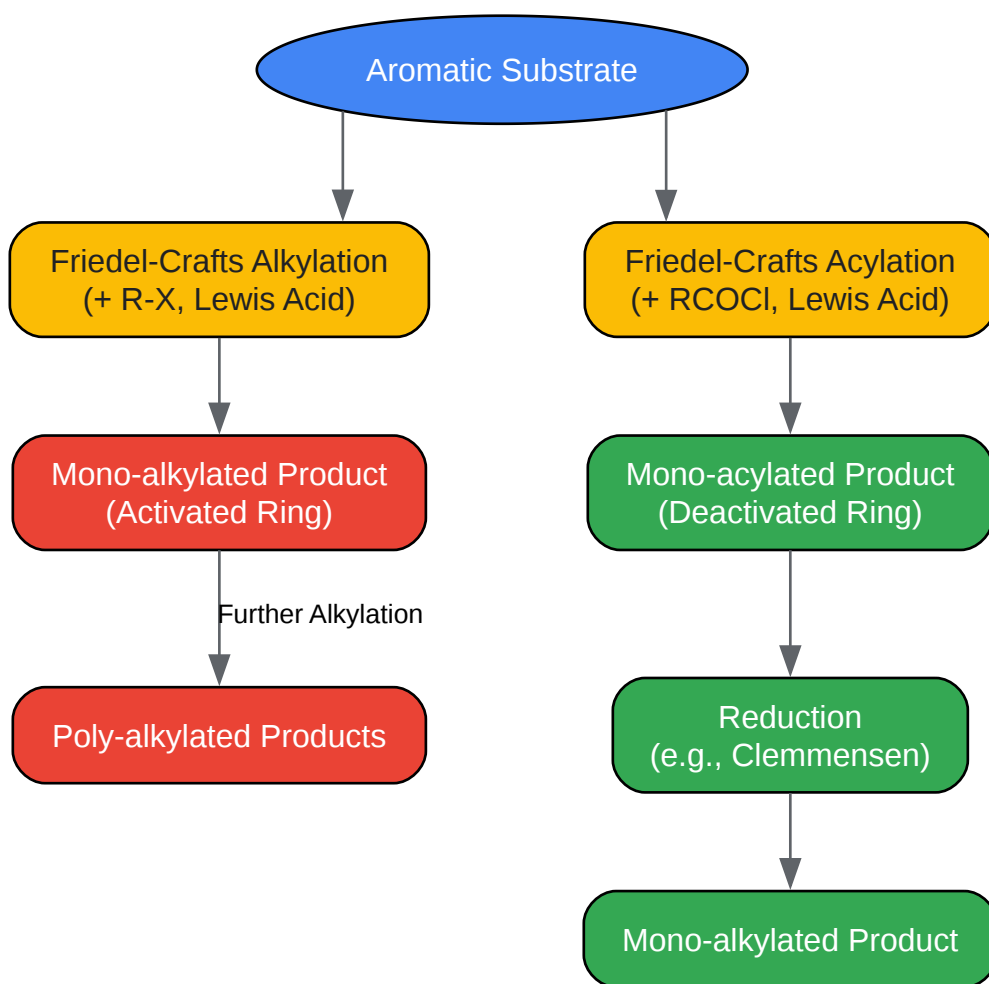 Aromatic Substrate
Friedel-Crafts Alkylation
(+ R-X, Lewis Acid)
Friedel-Crafts Acylation
(+ RCOCl, Lewis Acid)
Mono-alkylated Product
(Activated Ring)
Mono-acylated Product
(Deactivated Ring)
Further Alkylation
Poly-alkylated Products
Reduction
(e.g., Clemmensen)
Mono-alkylated Product